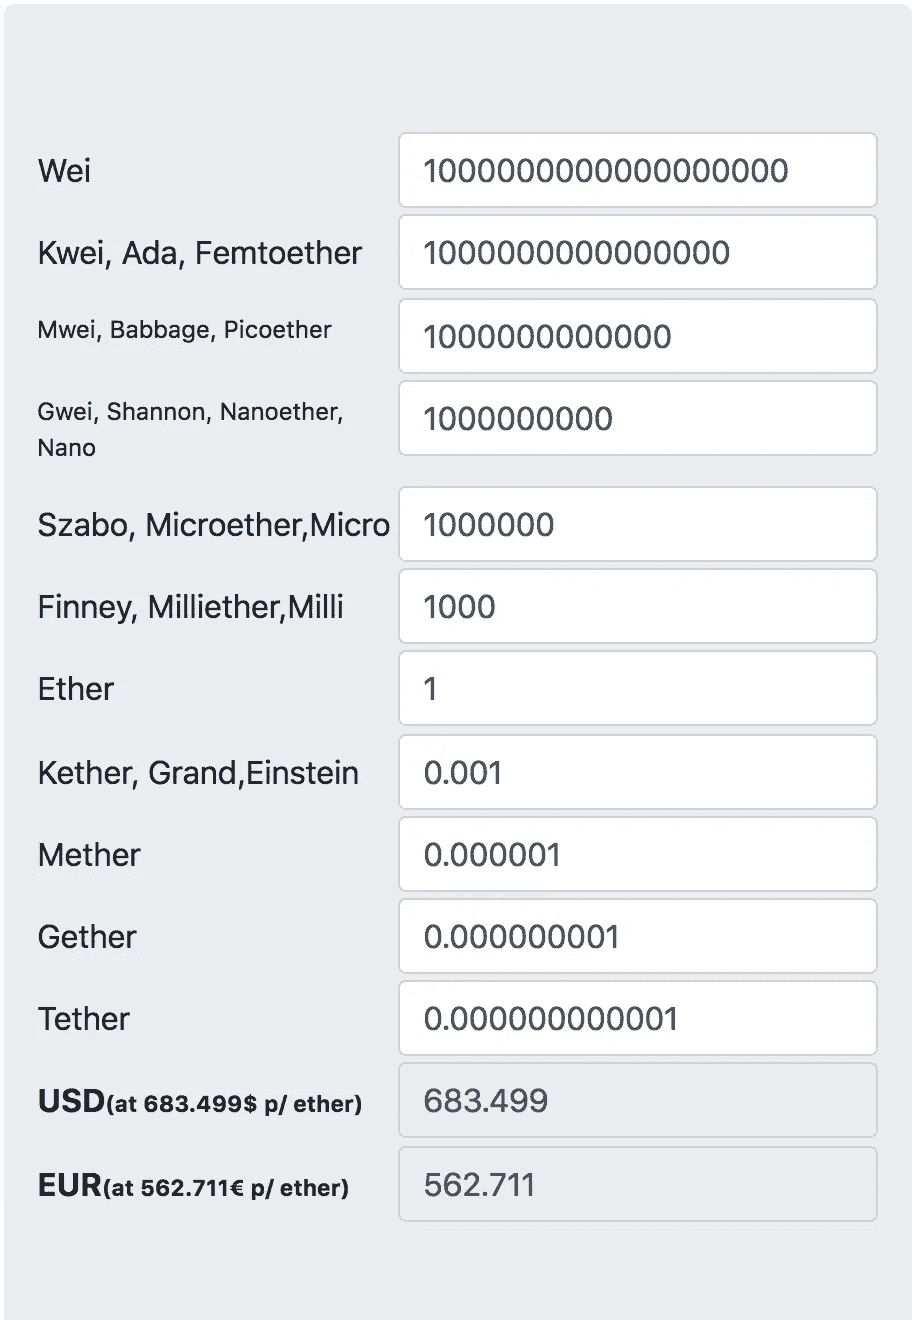 Wei 1000000000000000000
Kwei, Ada, Femtoether 1000000000000000
Mwei, Babbage, Picoether 1000000000000
Gwei, Shannon, Nanoether, 1000000000
Nano
Szabo, Microether,Micro 1000000
Finney, Milliether,Milli 1000
Ether 1
Kether, Grand,Einstein 0.001
Mether 0.000001
Gether 0.000000001
Tether 0.000000000001
USD(at 683.499$ p/ ether) 683.499
EUR(at 562.711€ p/ ether) 562.711